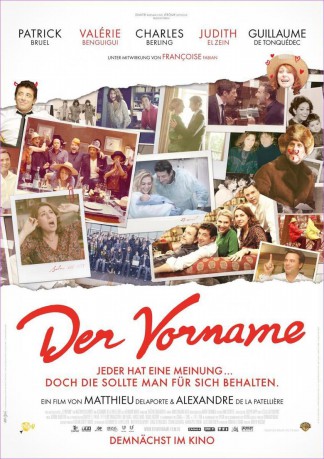 PATRICK BRUEL
VALÉRIE BENGUIGUI
CHARLES BERLING
JUDITH EL ZEIN
GUILLAUME DE TONQUÉDEC
UNTER MITWIRKUNG VON FRANÇOISE FABIAN
Der Vorname
JEDER HAT EINE MEINUNG...
DOCH DIE SOLLTE MAN FÜR SICH BEHALTEN.
EIN FILM VON MATTHIEU DELAPORTE & ALEXANDRE DE LA PATELLIÈRE
DEMNÄCHST IM KINO